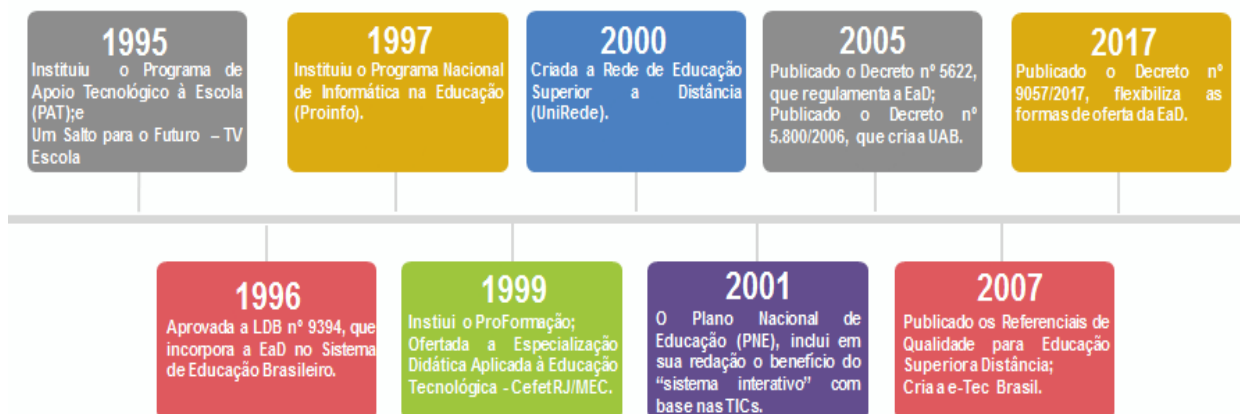 1995
Instituiu o Programa de
Apoio Tecnológico à Escola
(PAT);e
Um Salto para o Futuro – TV
Escola
1997
Instituiu o Programa Nacional
de Informática na Educação
(Proinfo).
2000
Criada a Rede de Educação
Superior a Distância
(UniRede).
2005
Publicado o Decreto nº 5622,
que regulamenta a EaD;
Publicado o Decreto nº
5.800/2006, que cria a UAB.
2017
Publicado o Decreto nº
9057/2017, flexibiliza as
formas de oferta da EaD.
1996
Aprovada a LDB nº 9394, que
incorpora a EaD no Sistema
de Educação Brasileiro.
1999
Instiui o ProFormação;
Ofertada a Especialização
Didática Aplicada à Educação
Tecnológica - CefetRJ/MEC.
2001
O Plano Nacional de
Educação (PNE), inclui em
sua redação o benefício do
“sistema interativo” com
base nas TICs.
2007
Publicado os Referenciais de
Qualidade para Educação
Superior a Distância;
Cria a e-Tec Brasil.